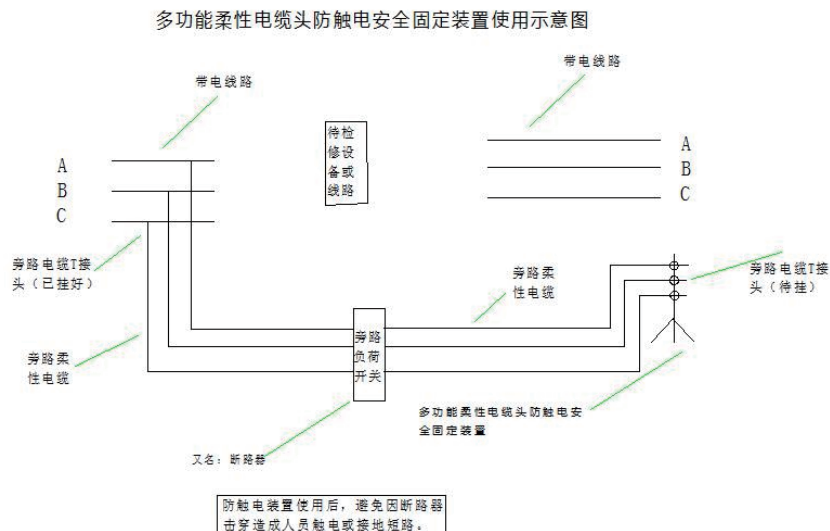 多功能柔性电缆头防触电安全固定装置使用示意图
带电线路
带电线路
待检
修设
备或
线路
A
B
C
A
B
C
旁路电缆T接
头（已挂好）
旁路柔
性电缆
旁路电缆T接
头（待挂）
旁路
负荷
开关
旁路柔
性电缆
多功能柔性电缆头防触电安
全固定装置
又名：断路器
防触电装置使用后，避免因断路器
击穿造成人员触电或接地短路。